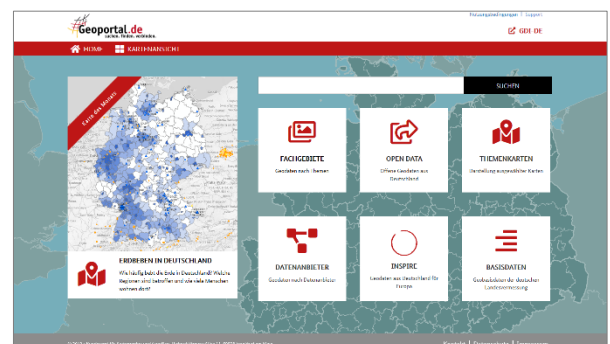 Nutzungsbedingungen | Support
Geoportal.de
suchen. finden. verbinden.
GDI-DE
HOME
KARTENANSICHT
Karte des Monats
SUCHEN
FACHGEBIETE
Geodaten nach Themen
OPEN DATA
Offene Geodaten aus
Deutschland
THEMENKARTEN
Darstellung ausgewählter Karten
ERDBEBEN IN DEUTSCHLAND
Wie häufig bebt die Erde in Deutschland? Welche
Regionen sind betroffen und wie viele Menschen
wohnen dort?
DATENANBIETER
Geodaten nach Datenanbieter
INSPIRE
Geodaten aus Deutschland für
Europa
BASISDATEN
Geobasisdaten der deutschen
Landesvermessung
Kontakt | Datenschutz | Impressum